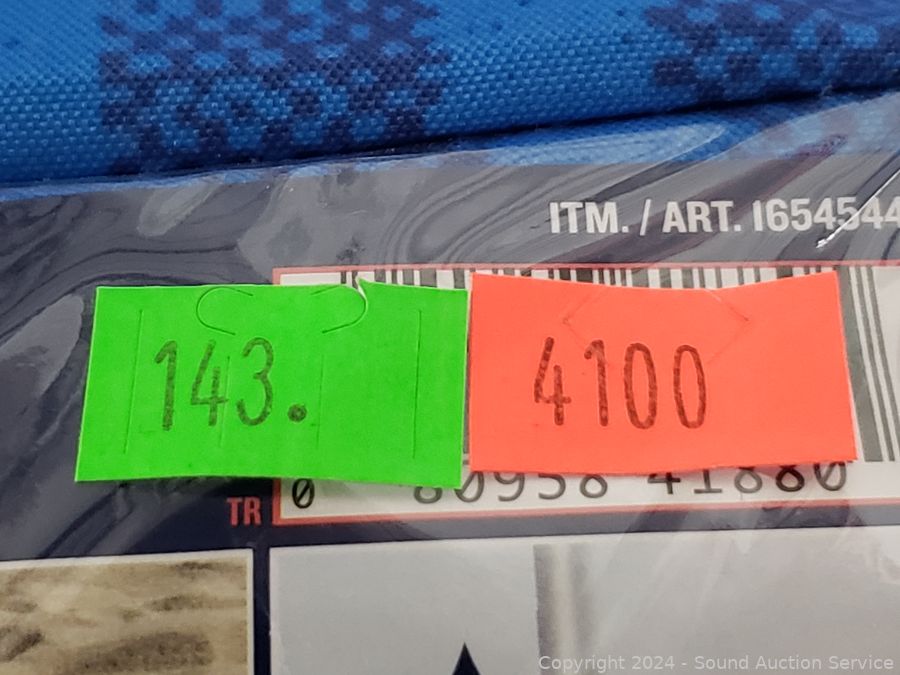 ITM. / ART. I654544
143.
4100
TR
0 80958 41880
Copyright 2024 - Sound Auction Service